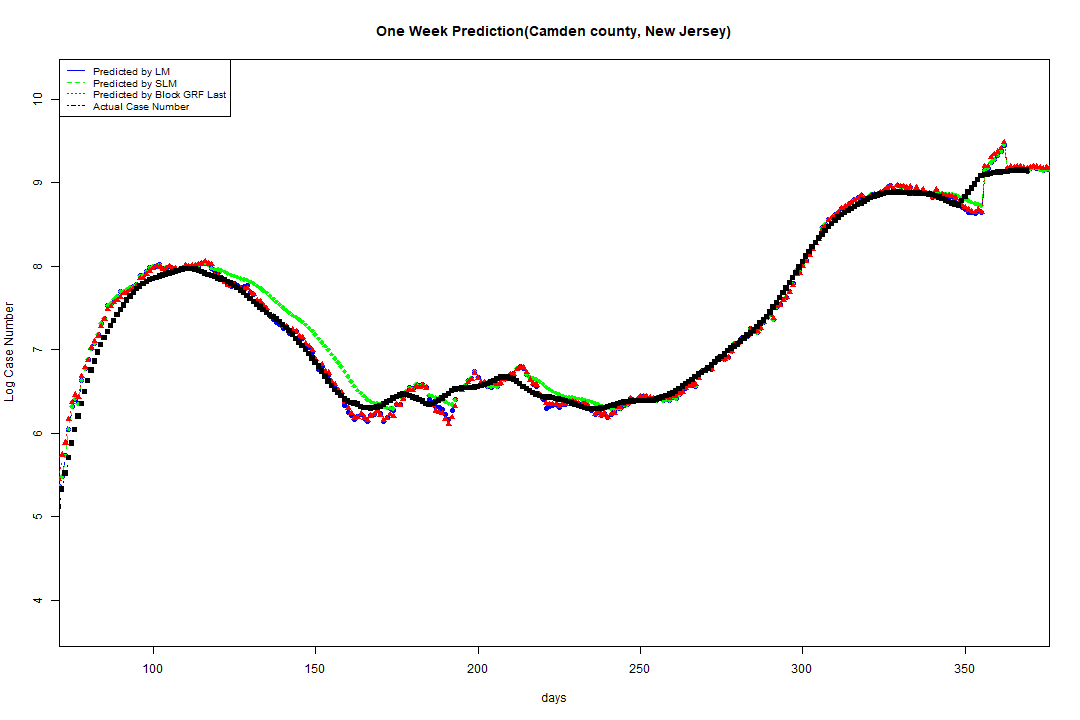 One Week Prediction(Camden county, New Jersey)
Predicted by LM
Predicted by SLM
Predicted by Block GRF Last
Actual Case Number
Log Case Number
10
9
8
7
6
5
4
100 150 200 250 300 350
days